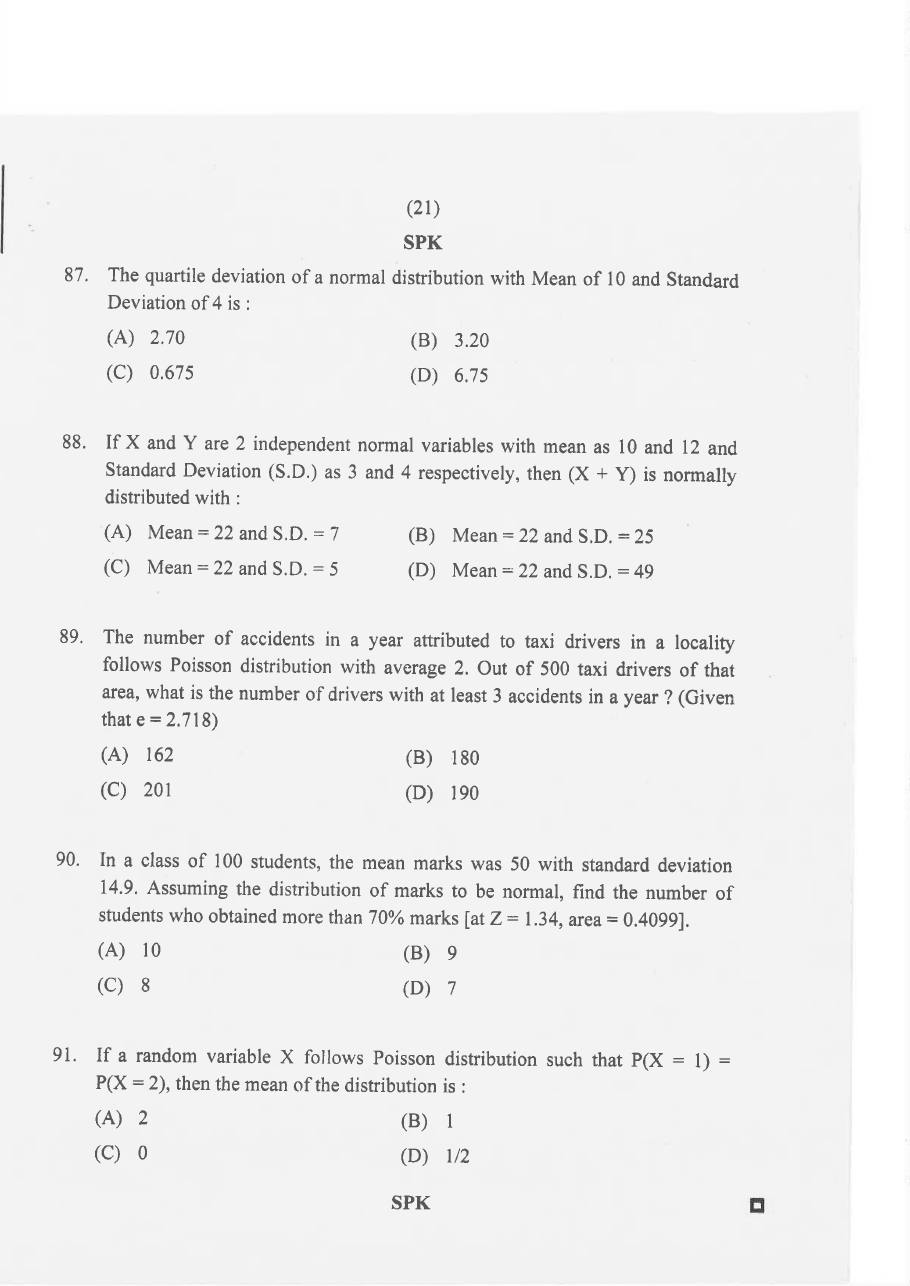 (21)
SPK
87. The quartile deviation of a normal distribution with Mean of 10 and Standard
Deviation of 4 is :
(A) 2.70 (B) 3.20
(C) 0.675 (D) 6.75
88. If X and Y are 2 independent normal variables with mean as 10 and 12 and
Standard Deviation (S.D.) as 3 and 4 respectively, then (X + Y) is normally
distributed with :
(A) Mean = 22 and S.D. = 7 (B) Mean = 22 and S.D. = 25
(C) Mean = 22 and S.D. = 5 (D) Mean = 22 and S.D. = 49
89. The number of accidents in a year attributed to taxi drivers in a locality
follows Poisson distribution with average 2. Out of 500 taxi drivers of that
area, what is the number of drivers with at least 3 accidents in a year ? (Given
that e = 2.718)
(A) 162 (B) 180
(C) 201 (D) 190
90. In a class of 100 students, the mean marks was 50 with standard deviation
14.9. Assuming the distribution of marks to be normal, find the number of
students who obtained more than 70% marks [at Z = 1.34, area = 0.4099].
(A) 10 (B) 9
(C) 8 (D) 7
91. If a random variable X follows Poisson distribution such that P(X = 1) =
P(X = 2), then the mean of the distribution is :
(A) 2 (B) 1
(C) 0 (D) 1/2
SPK